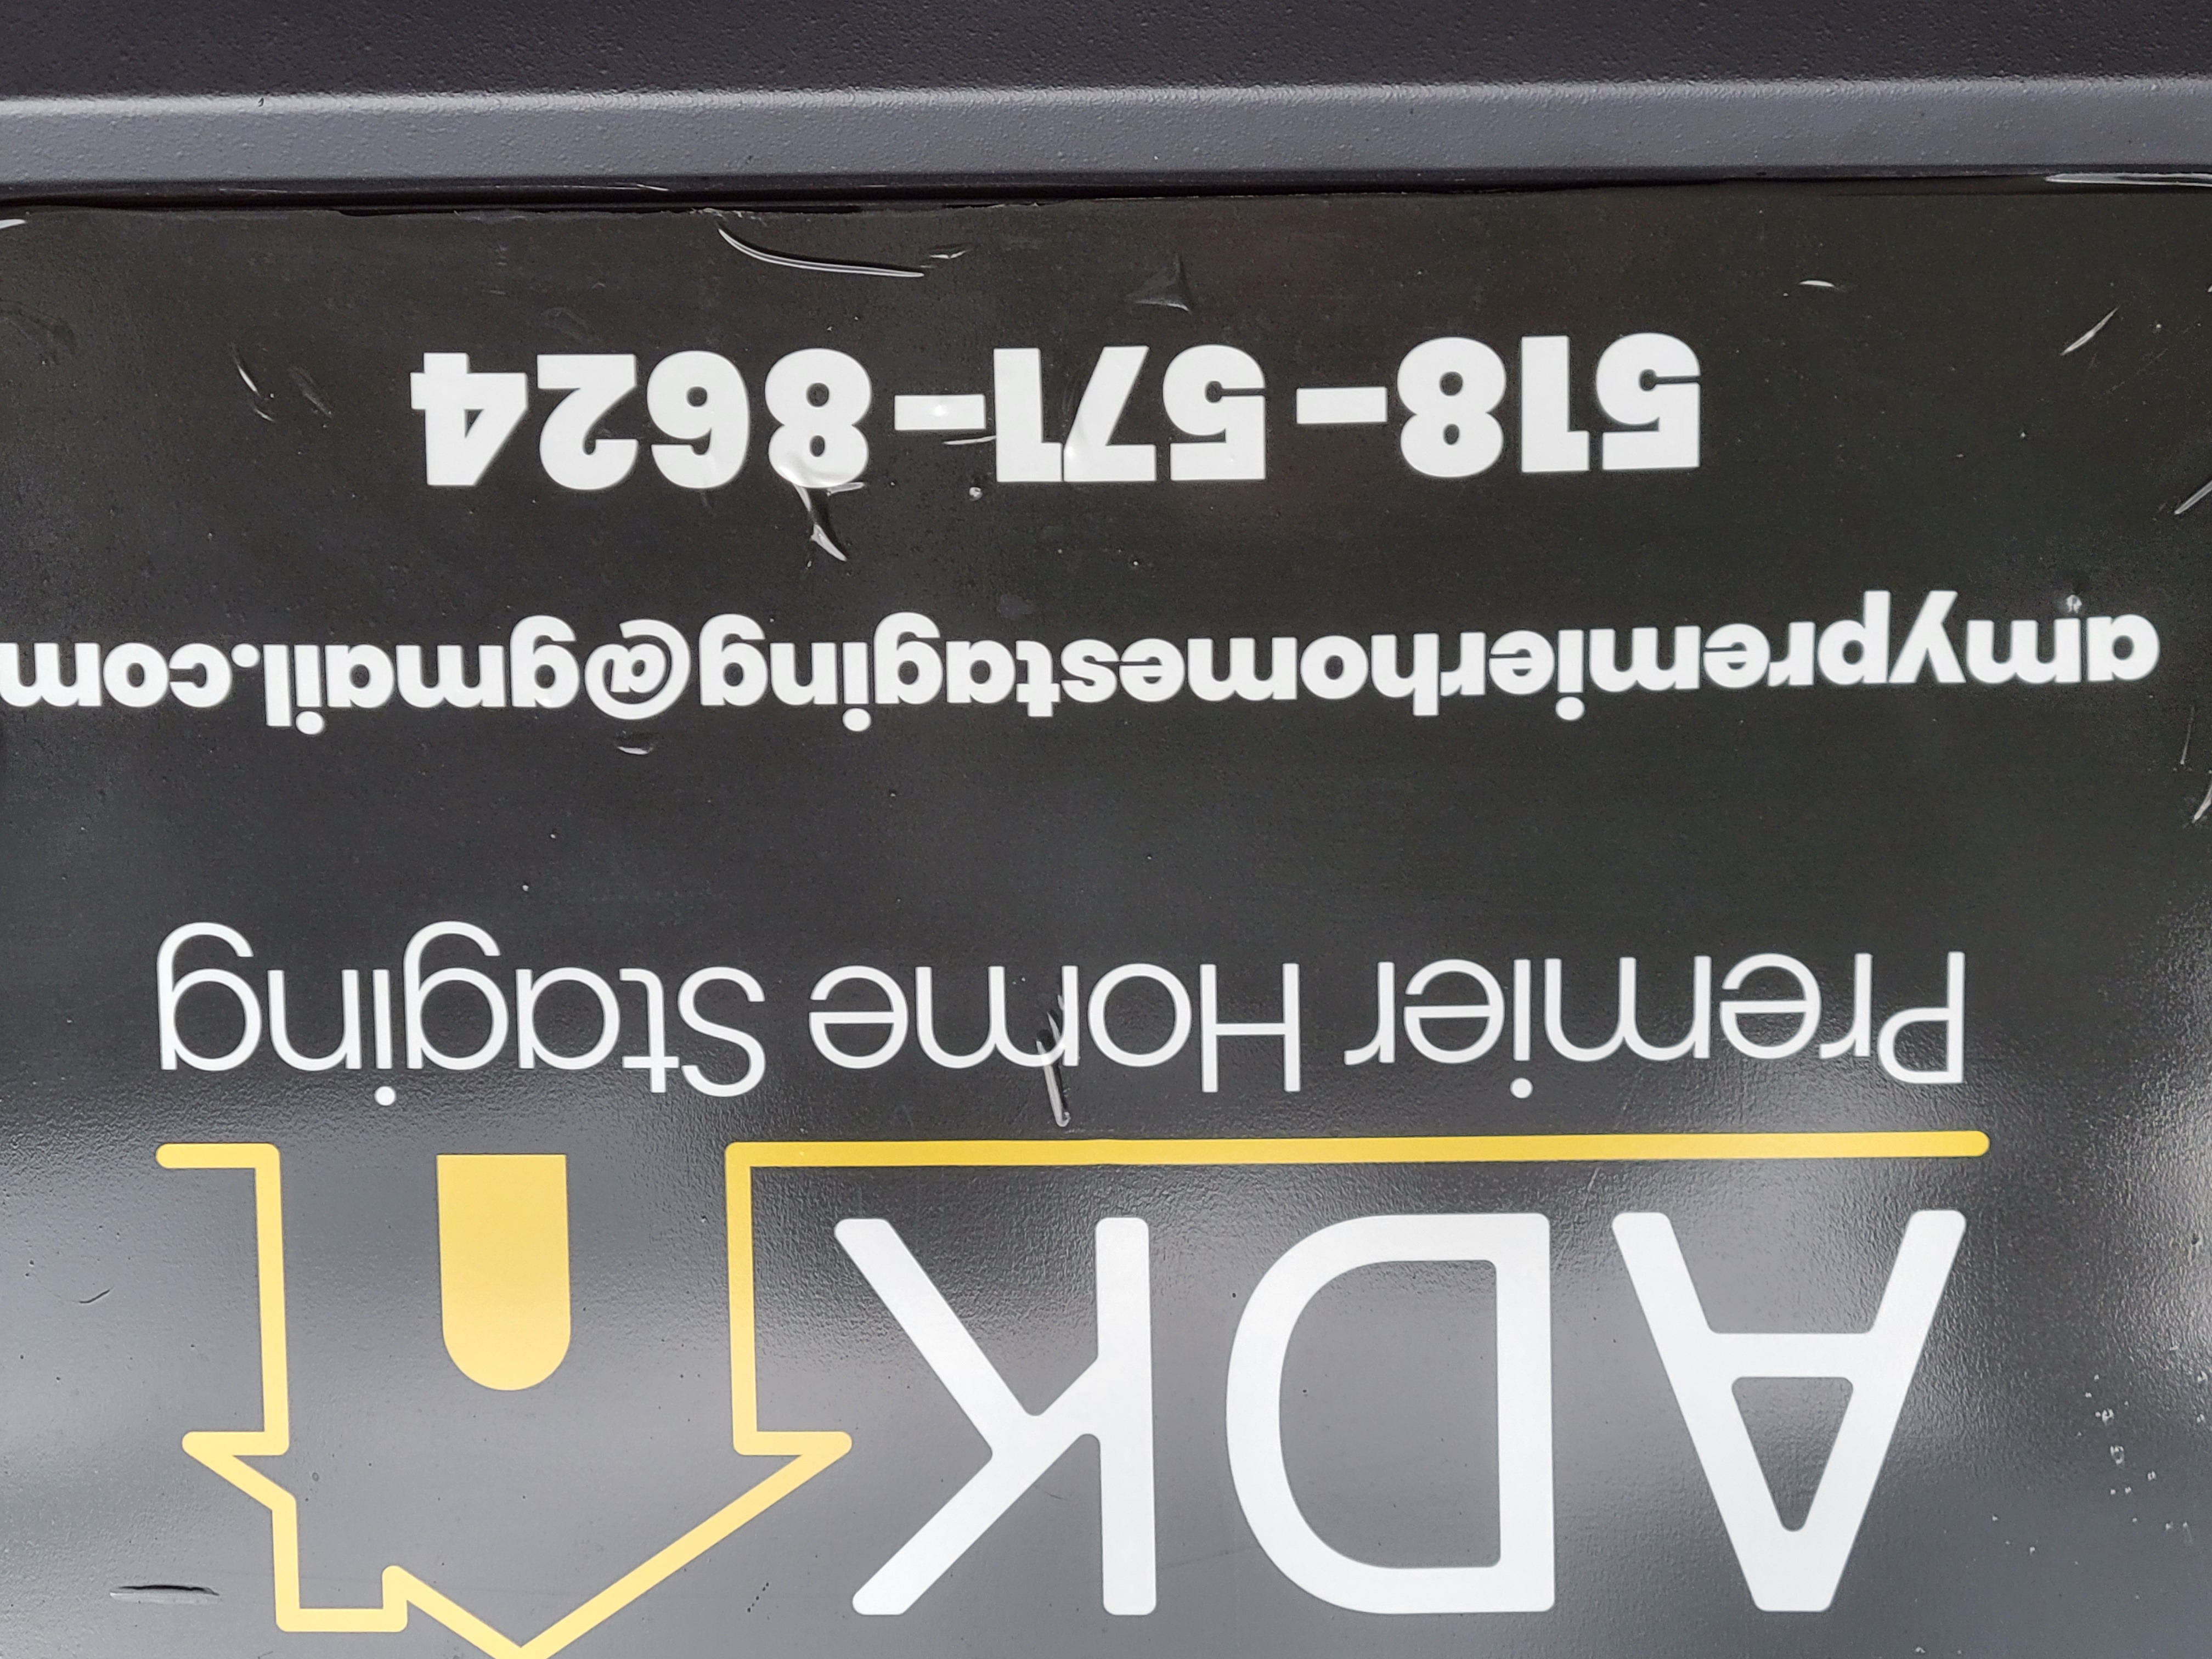 ADK
Premier Home Staging
amypremierhomestaging@gmail.com
518-571-8624